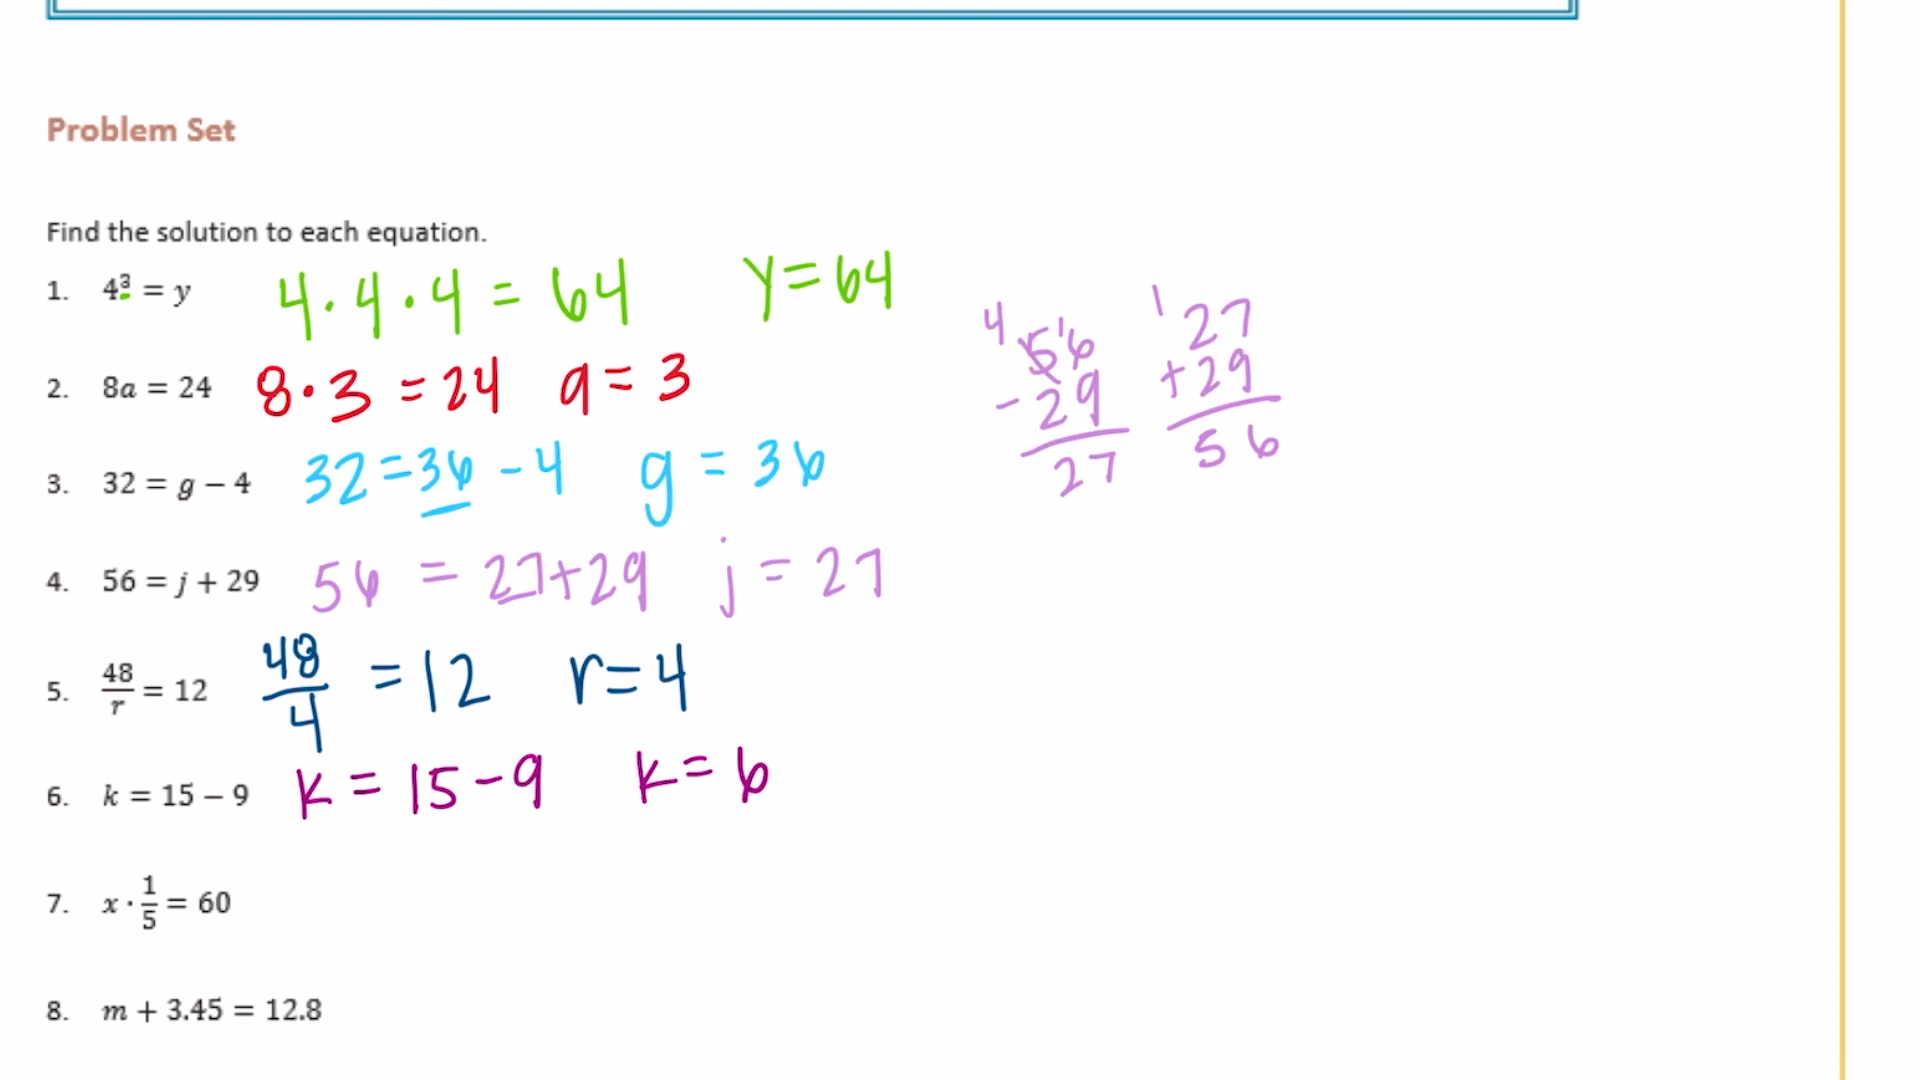 Problem Set
Find the solution to each equation.
1. 4³ = y 4 · 4 · 4 = 64 y = 64
2. 8a = 24 8 · 3 = 24 a = 3
3. 32 = g − 4 32 = 36 − 4 g = 36
4. 56 = j + 29 56 = 27 + 29 j = 27
5. 48/r = 12 48/4 = 12 r = 4
6. k = 15 − 9 k = 15 − 9 k = 6
7. x · 1/5 = 60
8. m + 3.45 = 12.8
4 1
56
− 29
27
1
27
+ 29
56